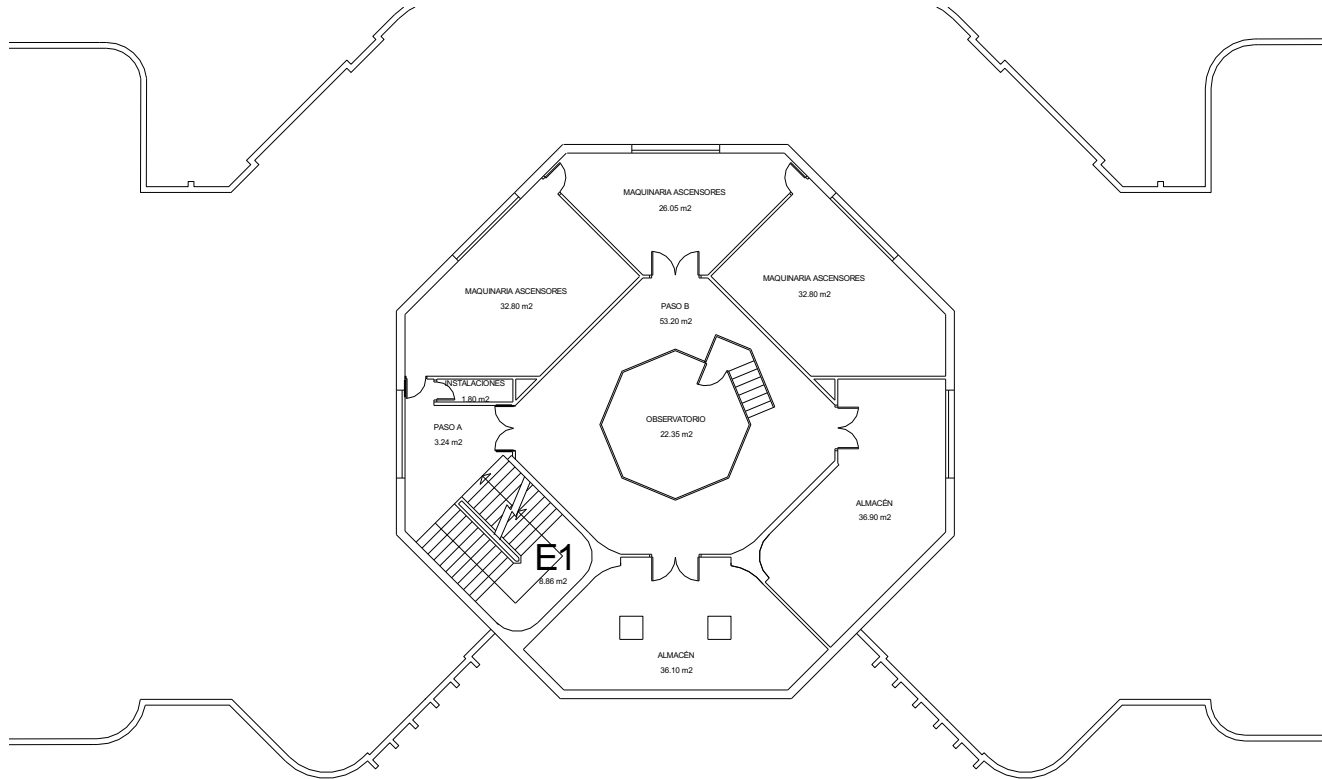 MAQUINARIA ASCENSORES
26.05 m2
MAQUINARIA ASCENSORES
32.80 m2
MAQUINARIA ASCENSORES
32.80 m2
PASO B
53.20 m2
INSTALACIONES
1.80 m2
PASO A
3.24 m2
OBSERVATORIO
22.35 m2
ALMACÉN
36.90 m2
E1
8.86 m2
ALMACÉN
36.10 m2